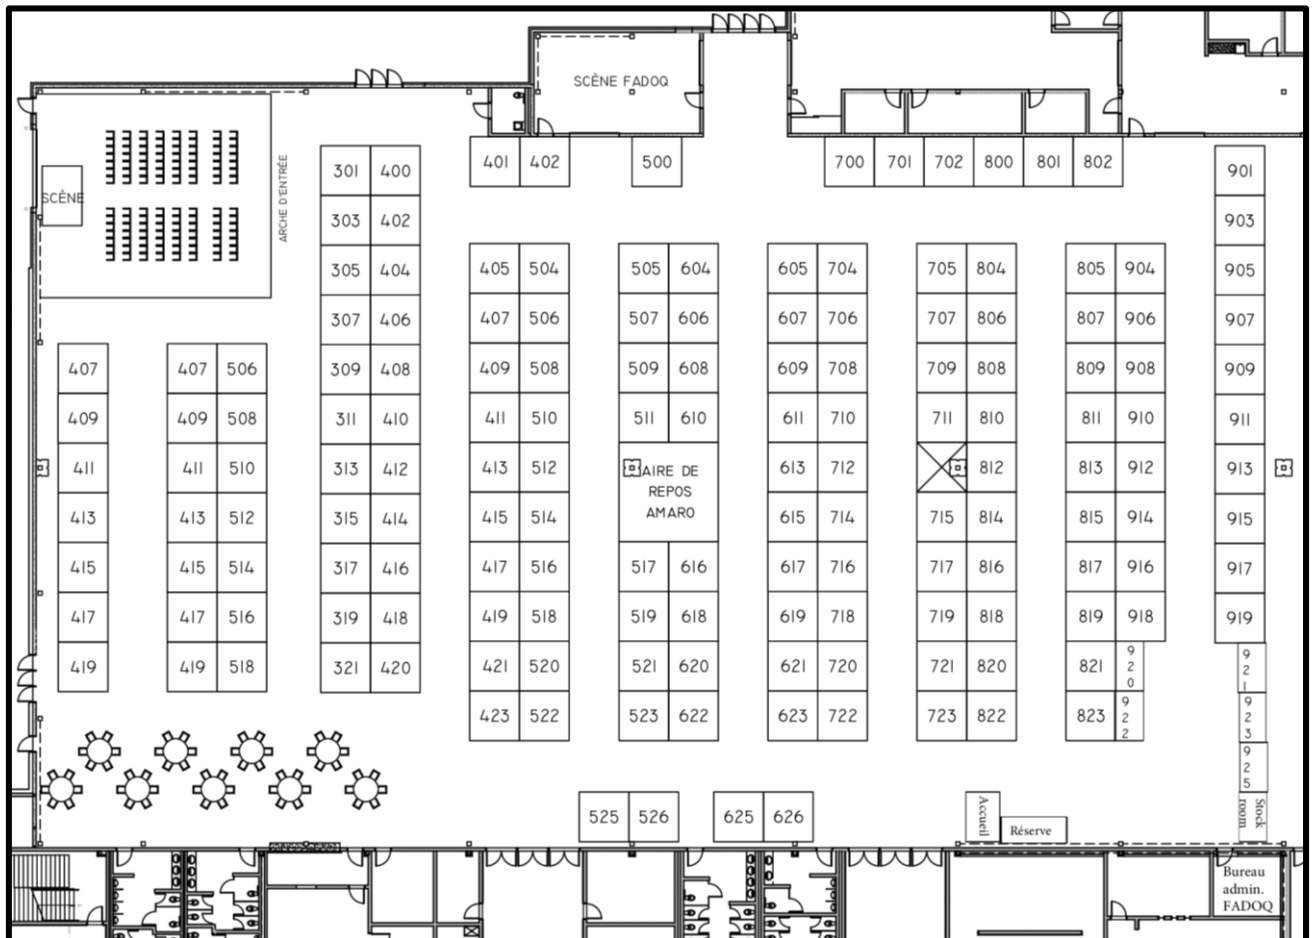 SCÈNE FADOQ
SCÈNE
ARCHE D'ENTRÉE
401 402 500 700 701 702 800 801 802
301 400 901
303 402 903
305 404 405 504 505 604 605 704 705 804 805 904 905
307 406 407 506 507 606 607 706 707 806 807 906 907
407 407 506 309 408 409 508 509 608 609 708 709 808 809 908 909
409 409 508 311 410 411 510 511 610 611 710 711 810 811 910 911
411 411 510 313 412 413 512 613 712 812 813 912 913
AIRE DE
REPOS
AMARO
413 413 512 315 414 415 514 615 714 715 814 815 914 915
415 415 514 317 416 417 516 517 616 617 716 717 816 817 916 917
417 417 516 319 418 419 518 519 618 619 718 719 818 819 918 919
419 419 518 321 420 421 520 521 620 621 720 721 820 821 920 921
423 522 523 622 623 722 723 822 823 922 923
925
525 526 625 626
Accueil
Réserve
Stock
room
Bureau
admin.
FADOQ